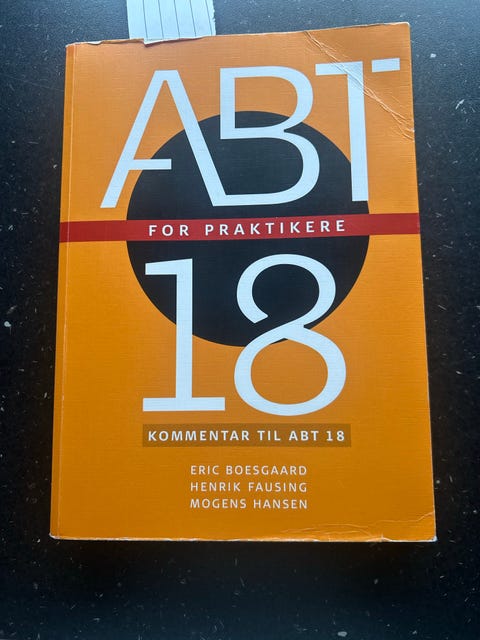 ABT
FOR PRAKTIKERE
18
KOMMENTAR TIL ABT 18
ERIC BOESGAARD
HENRIK FAUSING
MOGENS HANSEN